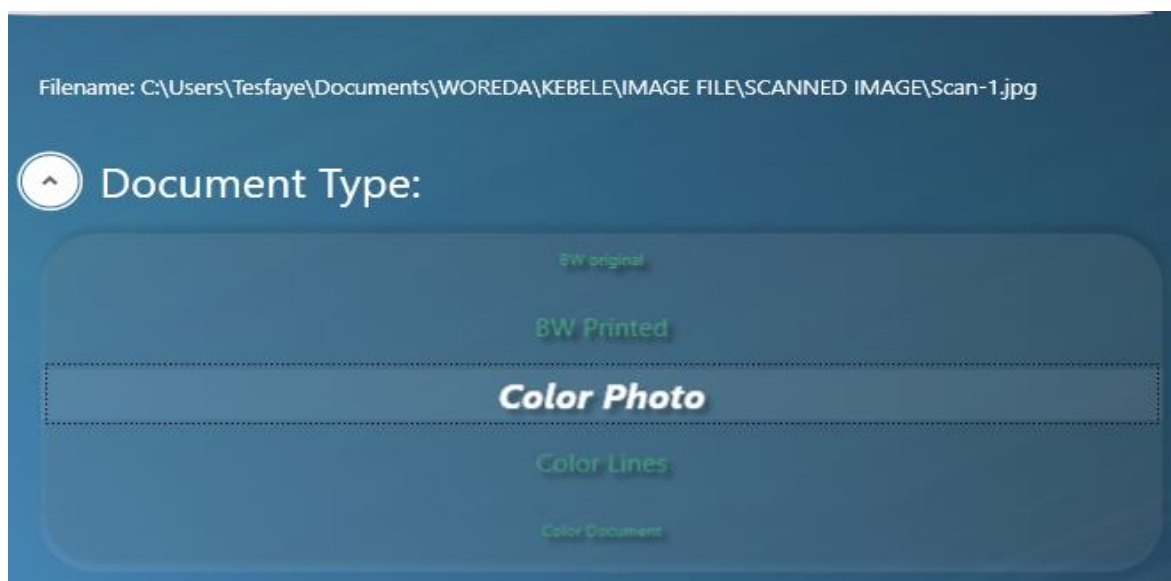 Filename: C:\Users\Tesfaye\Documents\WOREDA\KEBELE\IMAGE FILE\SCANNED IMAGE\Scan-1.jpg
Document Type:
BW original
BW Printed
Color Photo
Color Lines
Color Document